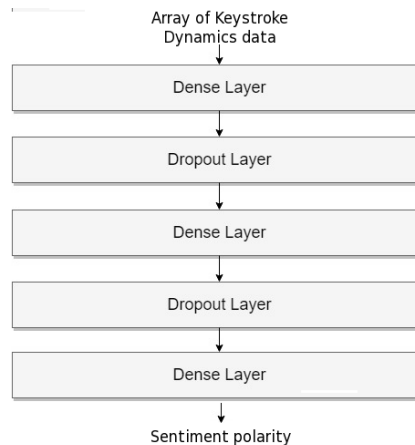 Array of Keystroke
Dynamics data
Dense Layer
Dropout Layer
Dense Layer
Dropout Layer
Dense Layer
Sentiment polarity